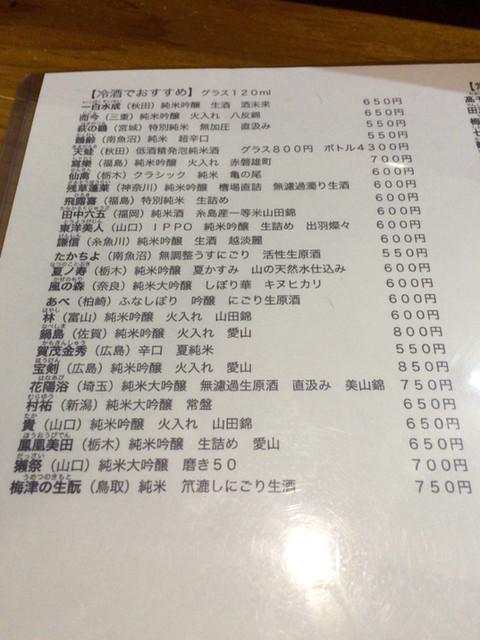 【冷酒でおすすめ】グラス120ml
一白水成（秋田）純米吟醸 生酒 酒未来 650円
而今（三重）純米吟醸 火入れ 八反錦 650円
萩の鶴（宮城）特別純米 無加圧 直汲み 550円
鶴齢（南魚沼）純米 超辛口 550円
天蛙（秋田）低酒精発泡純米酒 グラス800円 ボトル4300円
寫樂（福島）純米吟醸 火入れ 赤磐雄町 700円
仙禽（栃木）クラシック 純米 亀の尾 600円
残草蓬莱（神奈川）純米吟醸 槽場直詰 無濾過濁り生酒 600円
飛露喜（福島）特別純米 生詰め 600円
田中六五（福岡）純米酒 糸島産一等米山田錦 600円
東洋美人（山口）IPPO 純米吟醸 生詰め 出羽燦々 600円
謙信（糸魚川）純米吟醸 生酒 越淡麗 600円
たかちよ（南魚沼）無調整うすにごり 活性生原酒 550円
夏ノ寿（栃木）純米吟醸 夏かすみ 山の天然水仕込み 600円
風の森（奈良）純米大吟醸 しぼり華 キヌヒカリ 600円
あべ（柏崎）ふなしぼり 吟醸 にごり生原酒 600円
林（富山）純米吟醸 火入れ 山田錦 600円
鍋島（佐賀）純米吟醸 火入れ 愛山 800円
賀茂金秀（広島）辛口 夏純米 550円
宝剣（広島）純米吟醸 火入れ 愛山 850円
花陽浴（埼玉）純米大吟醸 無濾過生原酒 直汲み 美山錦 750円
村祐（新潟）純米大吟醸 常盤 650円
貴（山口）純米吟醸 火入れ 山田錦 650円
鳳凰美田（栃木）純米吟醸 生詰め 愛山 650円
獺祭（山口）純米大吟醸 磨き50 700円
梅津の生酛（鳥取）純米 笊漉しにごり生酒 750円